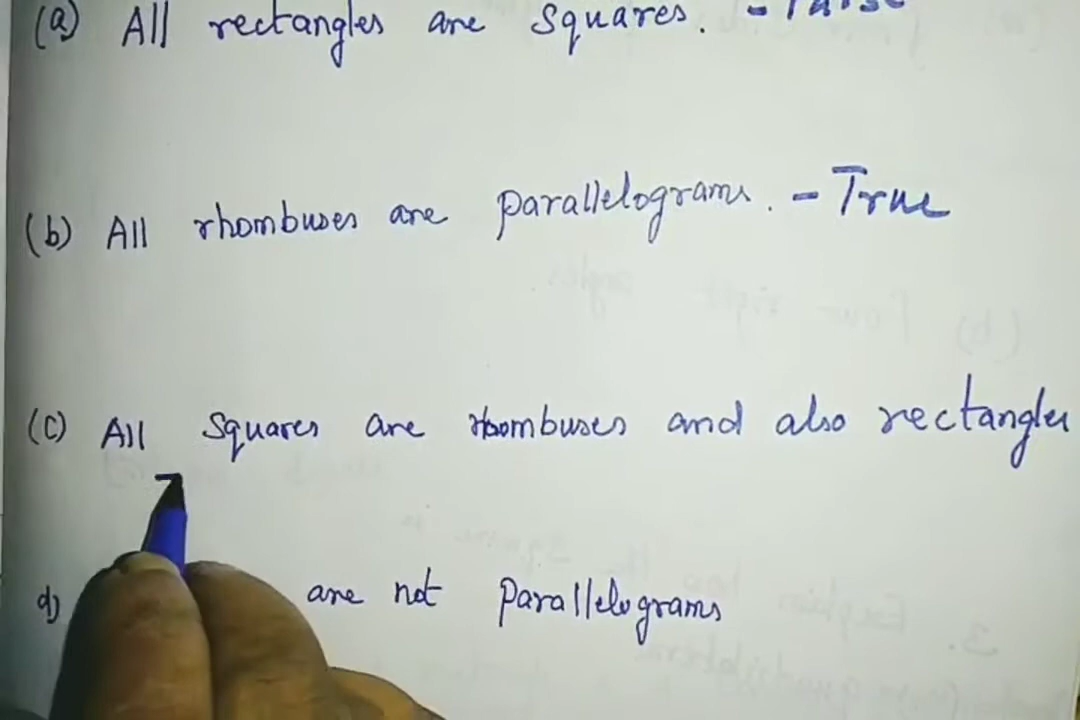 (a) All rectangles are squares. - False
(b) All rhombuses are parallelograms. - True
(c) All squares are rhombuses and also rectangles
d) are not parallelograms